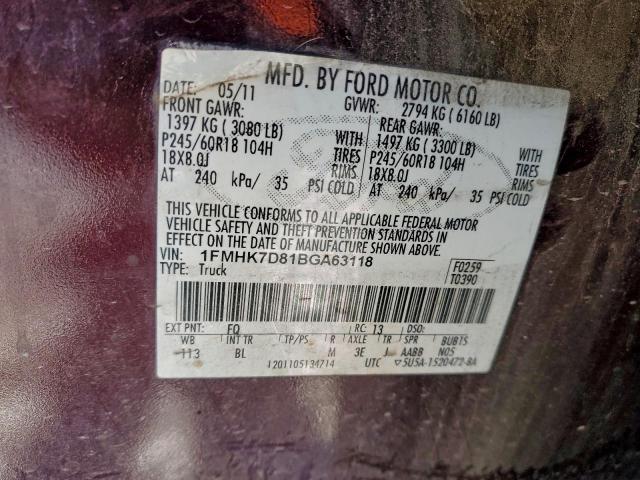 MFD. BY FORD MOTOR CO.
DATE: 05/11 GVWR: 2794 KG ( 6160 LB)
FRONT GAWR: REAR GAWR:
1397 KG ( 3080 LB) WITH 1497 KG ( 3300 LB) WITH
P245/60R18 104H TIRES P245/60R18 104H TIRES
18X8.0J RIMS 18X8.0J RIMS
AT 240 kPa/ 35 PSI COLD AT 240 kPa/ 35 PSI COLD
THIS VEHICLE CONFORMS TO ALL APPLICABLE FEDERAL MOTOR
VEHICLE SAFETY AND THEFT PREVENTION STANDARDS IN
EFFECT ON THE DATE OF MANUFACTURE SHOWN ABOVE.
VIN: 1FMHK7D81BGA63118 F0259
TYPE: Truck T0390
EXT PNT: FQ RC: 13 DSO:
WB INT TR TP/PS R AXLE TR SPR BUBTS
113 BL M 3E J AABB N05
1201105134714 UTC ▽5U5A-1520472-BA